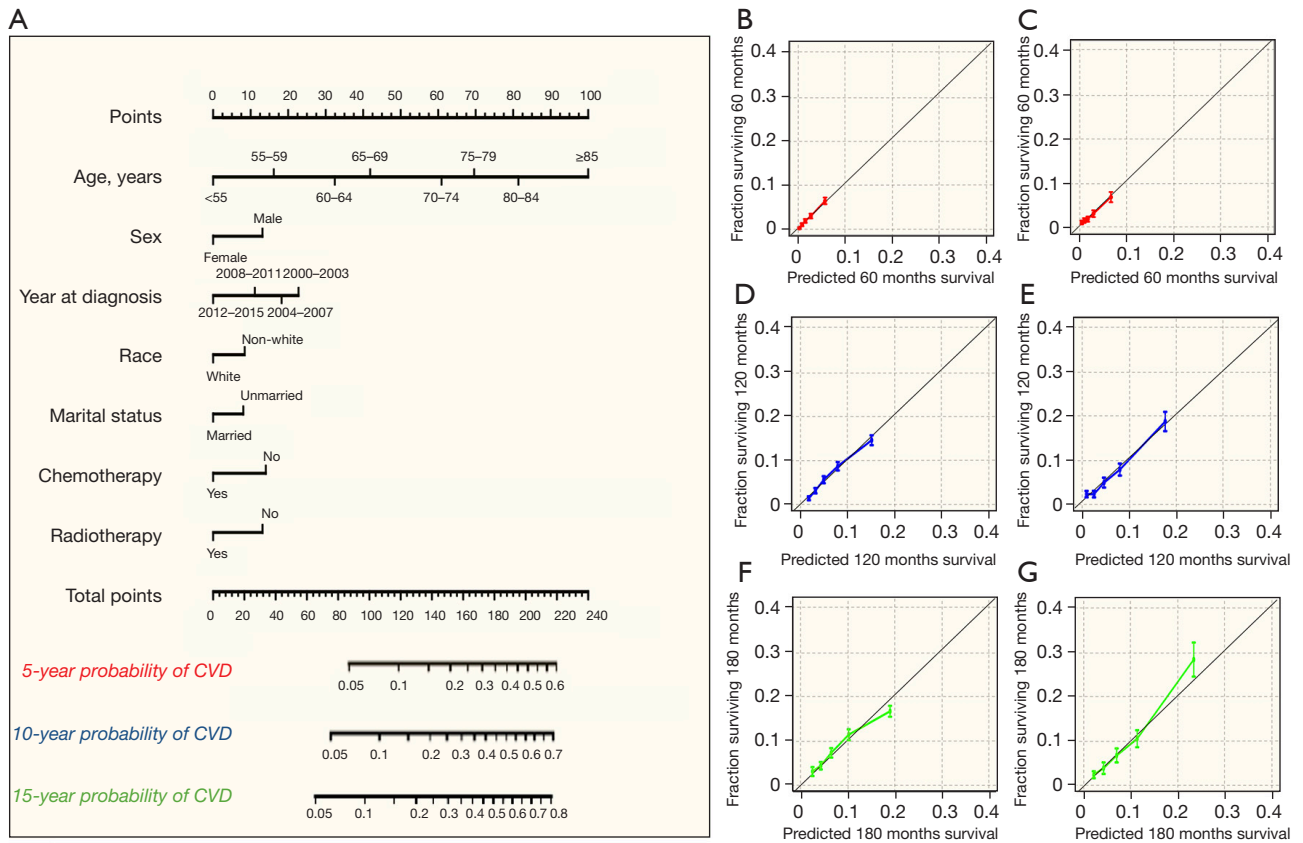 A
Points
0 10 20 30 40 50 60 70 80 90 100
Age, years
55–59 65–69 75–79 ≥85
<55 60–64 70–74 80–84
Sex
Male
Female
Year at diagnosis
2008–2011 2000–2003
2012–2015 2004–2007
Race
Non-white
White
Marital status
Unmarried
Married
Chemotherapy
No
Yes
Radiotherapy
No
Yes
Total points
0 20 40 60 80 100 120 140 160 180 200 220 240
5-year probability of CVD
0.05 0.1 0.2 0.3 0.4 0.5 0.6
10-year probability of CVD
0.05 0.1 0.2 0.3 0.4 0.5 0.6 0.7
15-year probability of CVD
0.05 0.1 0.2 0.3 0.4 0.5 0.6 0.7 0.8
B
Fraction surviving 60 months
0.4
0.3
0.2
0.1
0
0 0.1 0.2 0.3 0.4
Predicted 60 months survival
C
Fraction surviving 60 months
0.4
0.3
0.2
0.1
0
0 0.1 0.2 0.3 0.4
Predicted 60 months survival
D
Fraction surviving 120 months
0.4
0.3
0.2
0.1
0
0 0.1 0.2 0.3 0.4
Predicted 120 months survival
E
Fraction surviving 120 months
0.4
0.3
0.2
0.1
0
0 0.1 0.2 0.3 0.4
Predicted 120 months survival
F
Fraction surviving 180 months
0.4
0.3
0.2
0.1
0
0 0.1 0.2 0.3 0.4
Predicted 180 months survival
G
Fraction surviving 180 months
0.4
0.3
0.2
0.1
0
0 0.1 0.2 0.3 0.4
Predicted 180 months survival